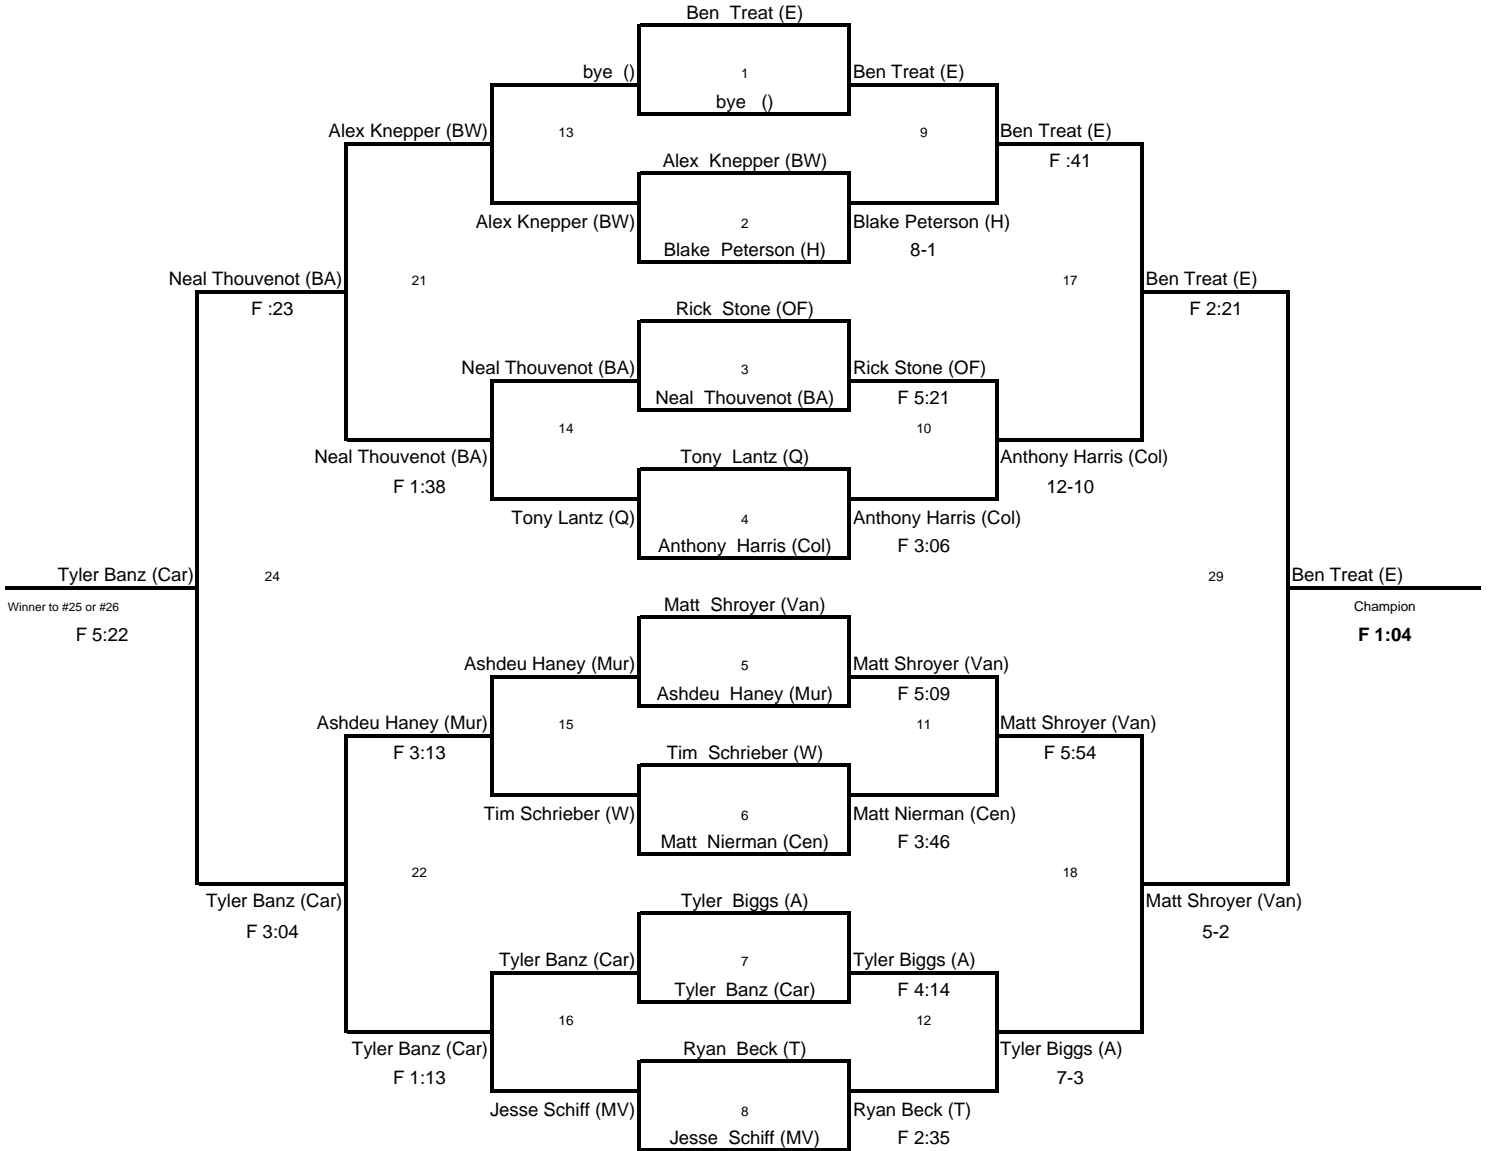 Ben Treat (E)
bye ()
1
Ben Treat (E)
bye ()
Alex Knepper (BW)
13
9
Ben Treat (E)
Alex Knepper (BW)
F :41
Alex Knepper (BW)
2
Blake Peterson (H)
Blake Peterson (H)
8-1
Neal Thouvenot (BA)
21
17
Ben Treat (E)
F :23
Rick Stone (OF)
F 2:21
Neal Thouvenot (BA)
3
Rick Stone (OF)
Neal Thouvenot (BA)
F 5:21
14
10
Neal Thouvenot (BA)
Tony Lantz (Q)
Anthony Harris (Col)
F 1:38
12-10
Tony Lantz (Q)
4
Anthony Harris (Col)
Anthony Harris (Col)
F 3:06
Tyler Banz (Car)
24
29
Ben Treat (E)
Winner to #25 or #26
Matt Shroyer (Van)
Champion
F 5:22
F 1:04
Ashdeu Haney (Mur)
5
Matt Shroyer (Van)
Ashdeu Haney (Mur)
F 5:09
Ashdeu Haney (Mur)
15
11
Matt Shroyer (Van)
F 3:13
Tim Schrieber (W)
F 5:54
Tim Schrieber (W)
6
Matt Nierman (Cen)
Matt Nierman (Cen)
F 3:46
22
18
Tyler Banz (Car)
Tyler Biggs (A)
Matt Shroyer (Van)
F 3:04
5-2
Tyler Banz (Car)
7
Tyler Biggs (A)
Tyler Banz (Car)
F 4:14
16
12
Tyler Banz (Car)
Ryan Beck (T)
Tyler Biggs (A)
F 1:13
7-3
Jesse Schiff (MV)
8
Ryan Beck (T)
Jesse Schiff (MV)
F 2:35